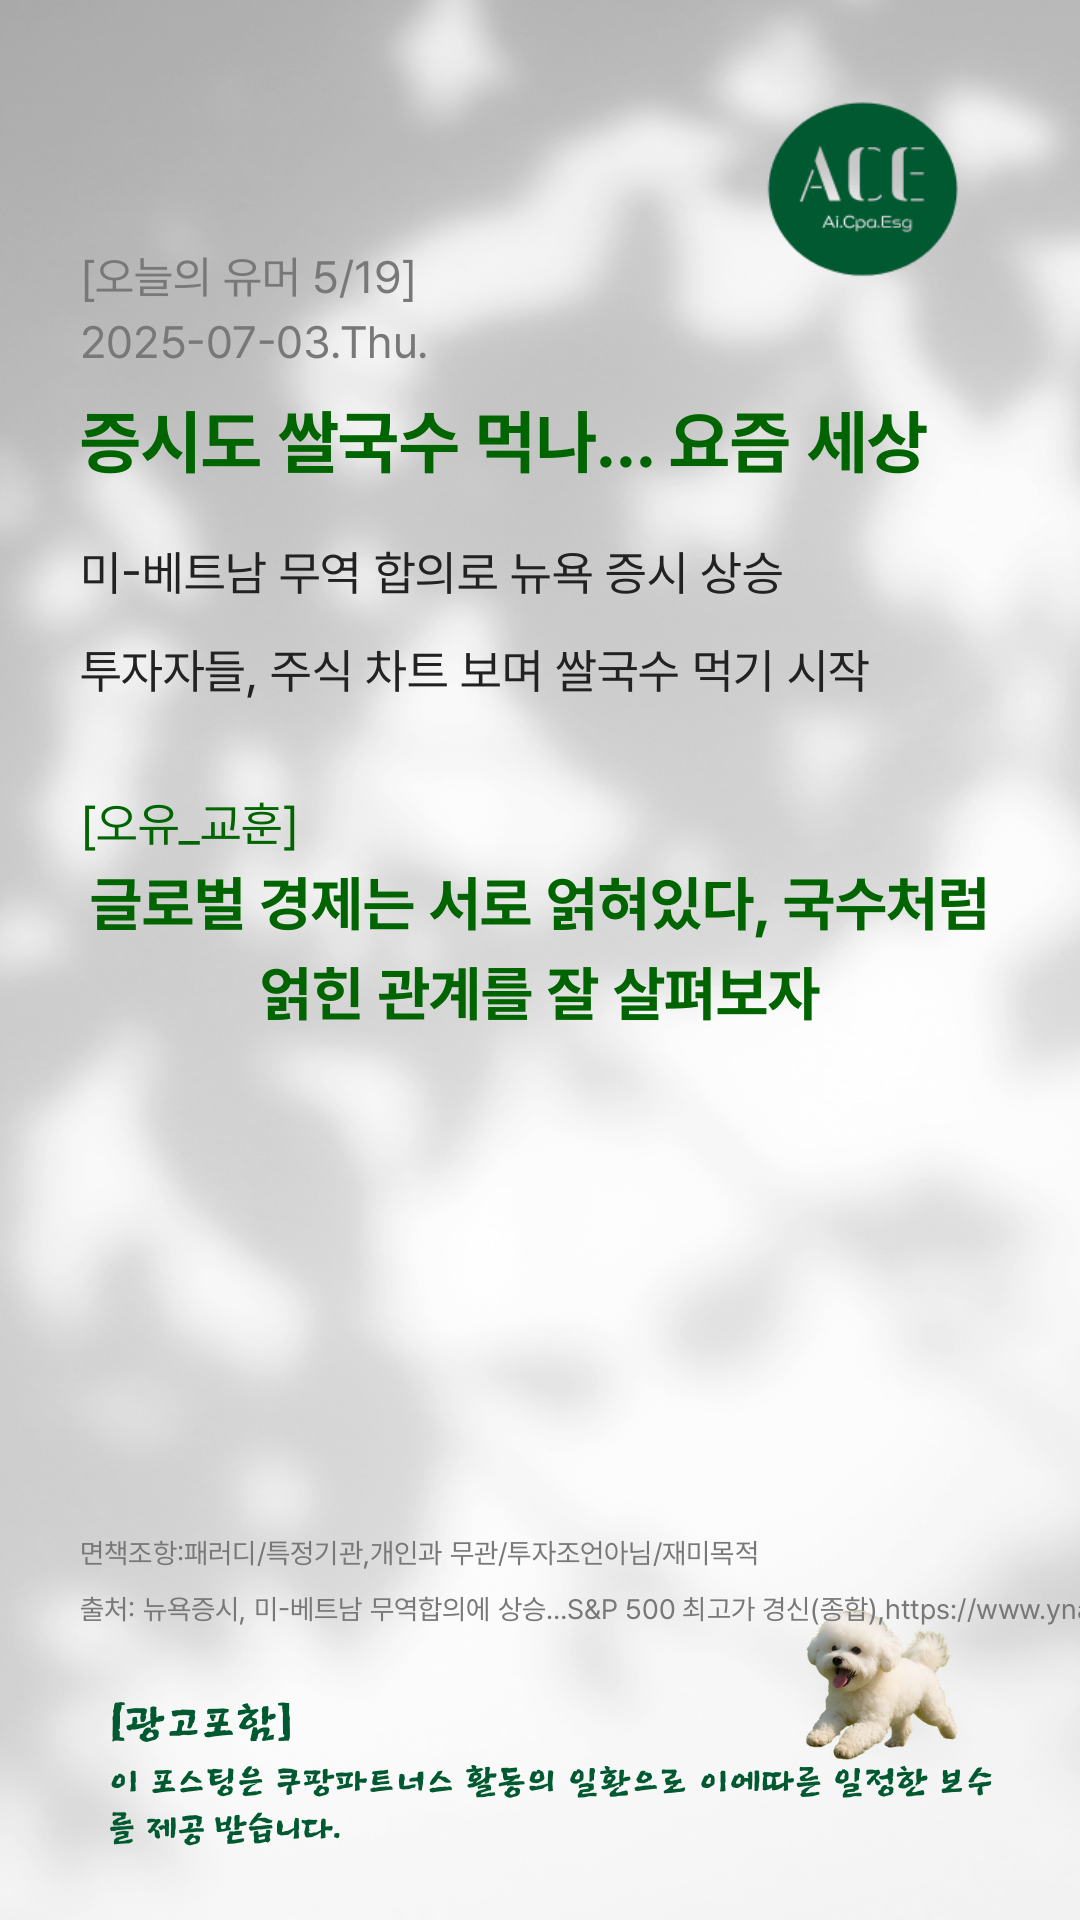 ACE
Ai.Cpa.Esg
[오늘의 유머 5/19]
2025-07-03.Thu.
증시도 쌀국수 먹나... 요즘 세상
미-베트남 무역 합의로 뉴욕 증시 상승
투자자들, 주식 차트 보며 쌀국수 먹기 시작
[오유_교훈]
글로벌 경제는 서로 얽혀있다, 국수처럼
얽힌 관계를 잘 살펴보자
면책조항:패러디/특정기관,개인과 무관/투자조언아님/재미목적
출처: 뉴욕증시, 미-베트남 무역합의에 상승...S&P 500 최고가 경신(종합),https://www.yna
[광고포함]
이 포스팅은 쿠팡파트너스 활동의 일환으로 이에따른 일정한 보수
를 제공 받습니다.